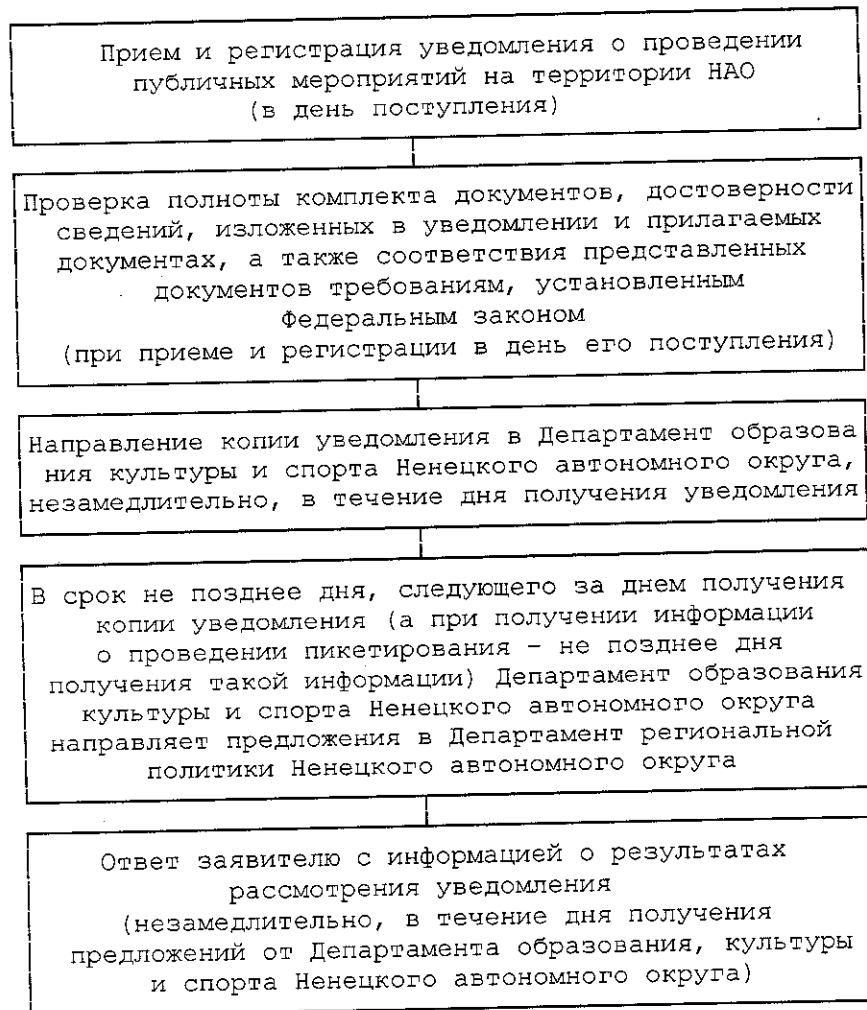 Прием и регистрация уведомления о проведении
публичных мероприятий на территории НАО
(в день поступления)
Проверка полноты комплекта документов, достоверности
сведений, изложенных в уведомлении и прилагаемых
документах, а также соответствия представленных
документов требованиям, установленным
Федеральным законом
(при приеме и регистрации в день его поступления)
Направление копии уведомления в Департамент образова
ния культуры и спорта Ненецкого автономного округа,
незамедлительно, в течение дня получения уведомления
В срок не позднее дня, следующего за днем получения
копии уведомления (а при получении информации
о проведении пикетирования – не позднее дня
получения такой информации) Департамент образования
культуры и спорта Ненецкого автономного округа
направляет предложения в Департамент региональной
политики Ненецкого автономного округа
Ответ заявителю с информацией о результатах
рассмотрения уведомления
(незамедлительно, в течение дня получения
предложений от Департамента образования, культуры
и спорта Ненецкого автономного округа)